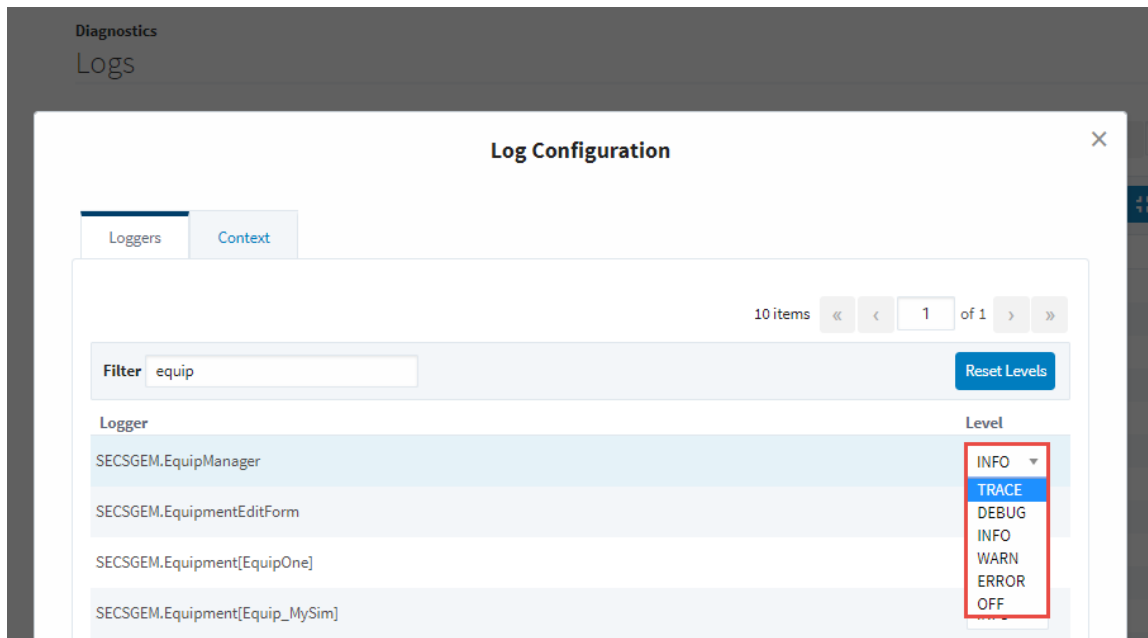 Diagnostics
Logs
Log Configuration
Loggers Context
10 items « ‹ 1 of 1 › »
Filter equip Reset Levels
Logger Level
SECSGEM.EquipManager INFO
TRACE
SECSGEM.EquipmentEditForm DEBUG
INFO
SECSGEM.Equipment[EquipOne] WARN
ERROR
SECSGEM.Equipment[Equip_MySim] OFF